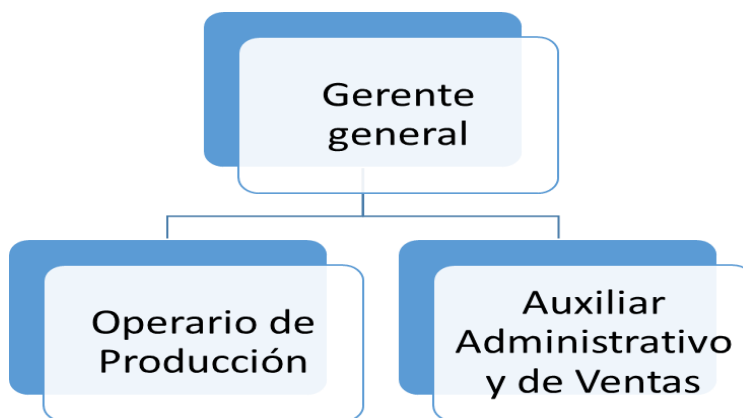 Gerente
general
Operario de
Producción
Auxiliar
Administrativo
y de Ventas